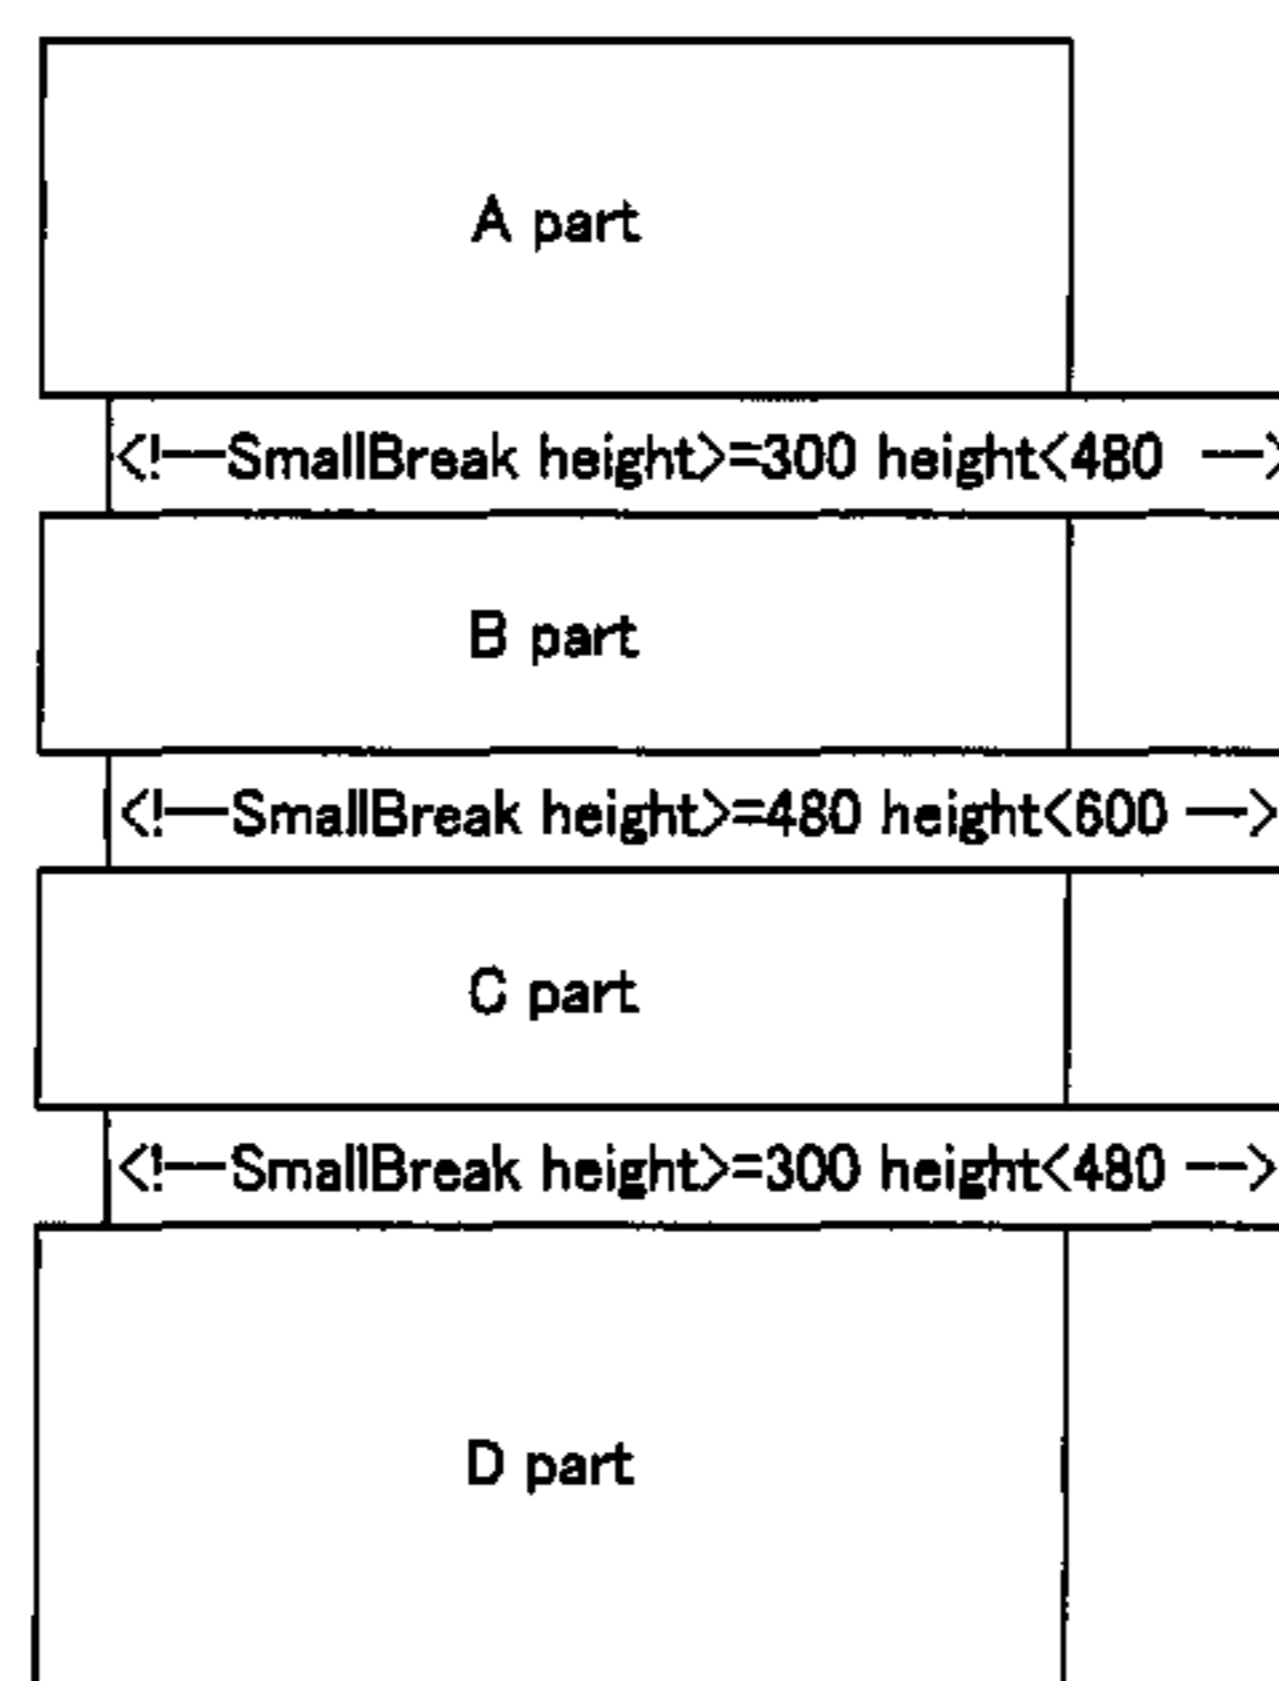 A part
<!--SmallBreak height>=300 height<480 -->
B part
<!--SmallBreak height>=480 height<600 -->
C part
<!--SmallBreak height>=300 height<480 -->
D part